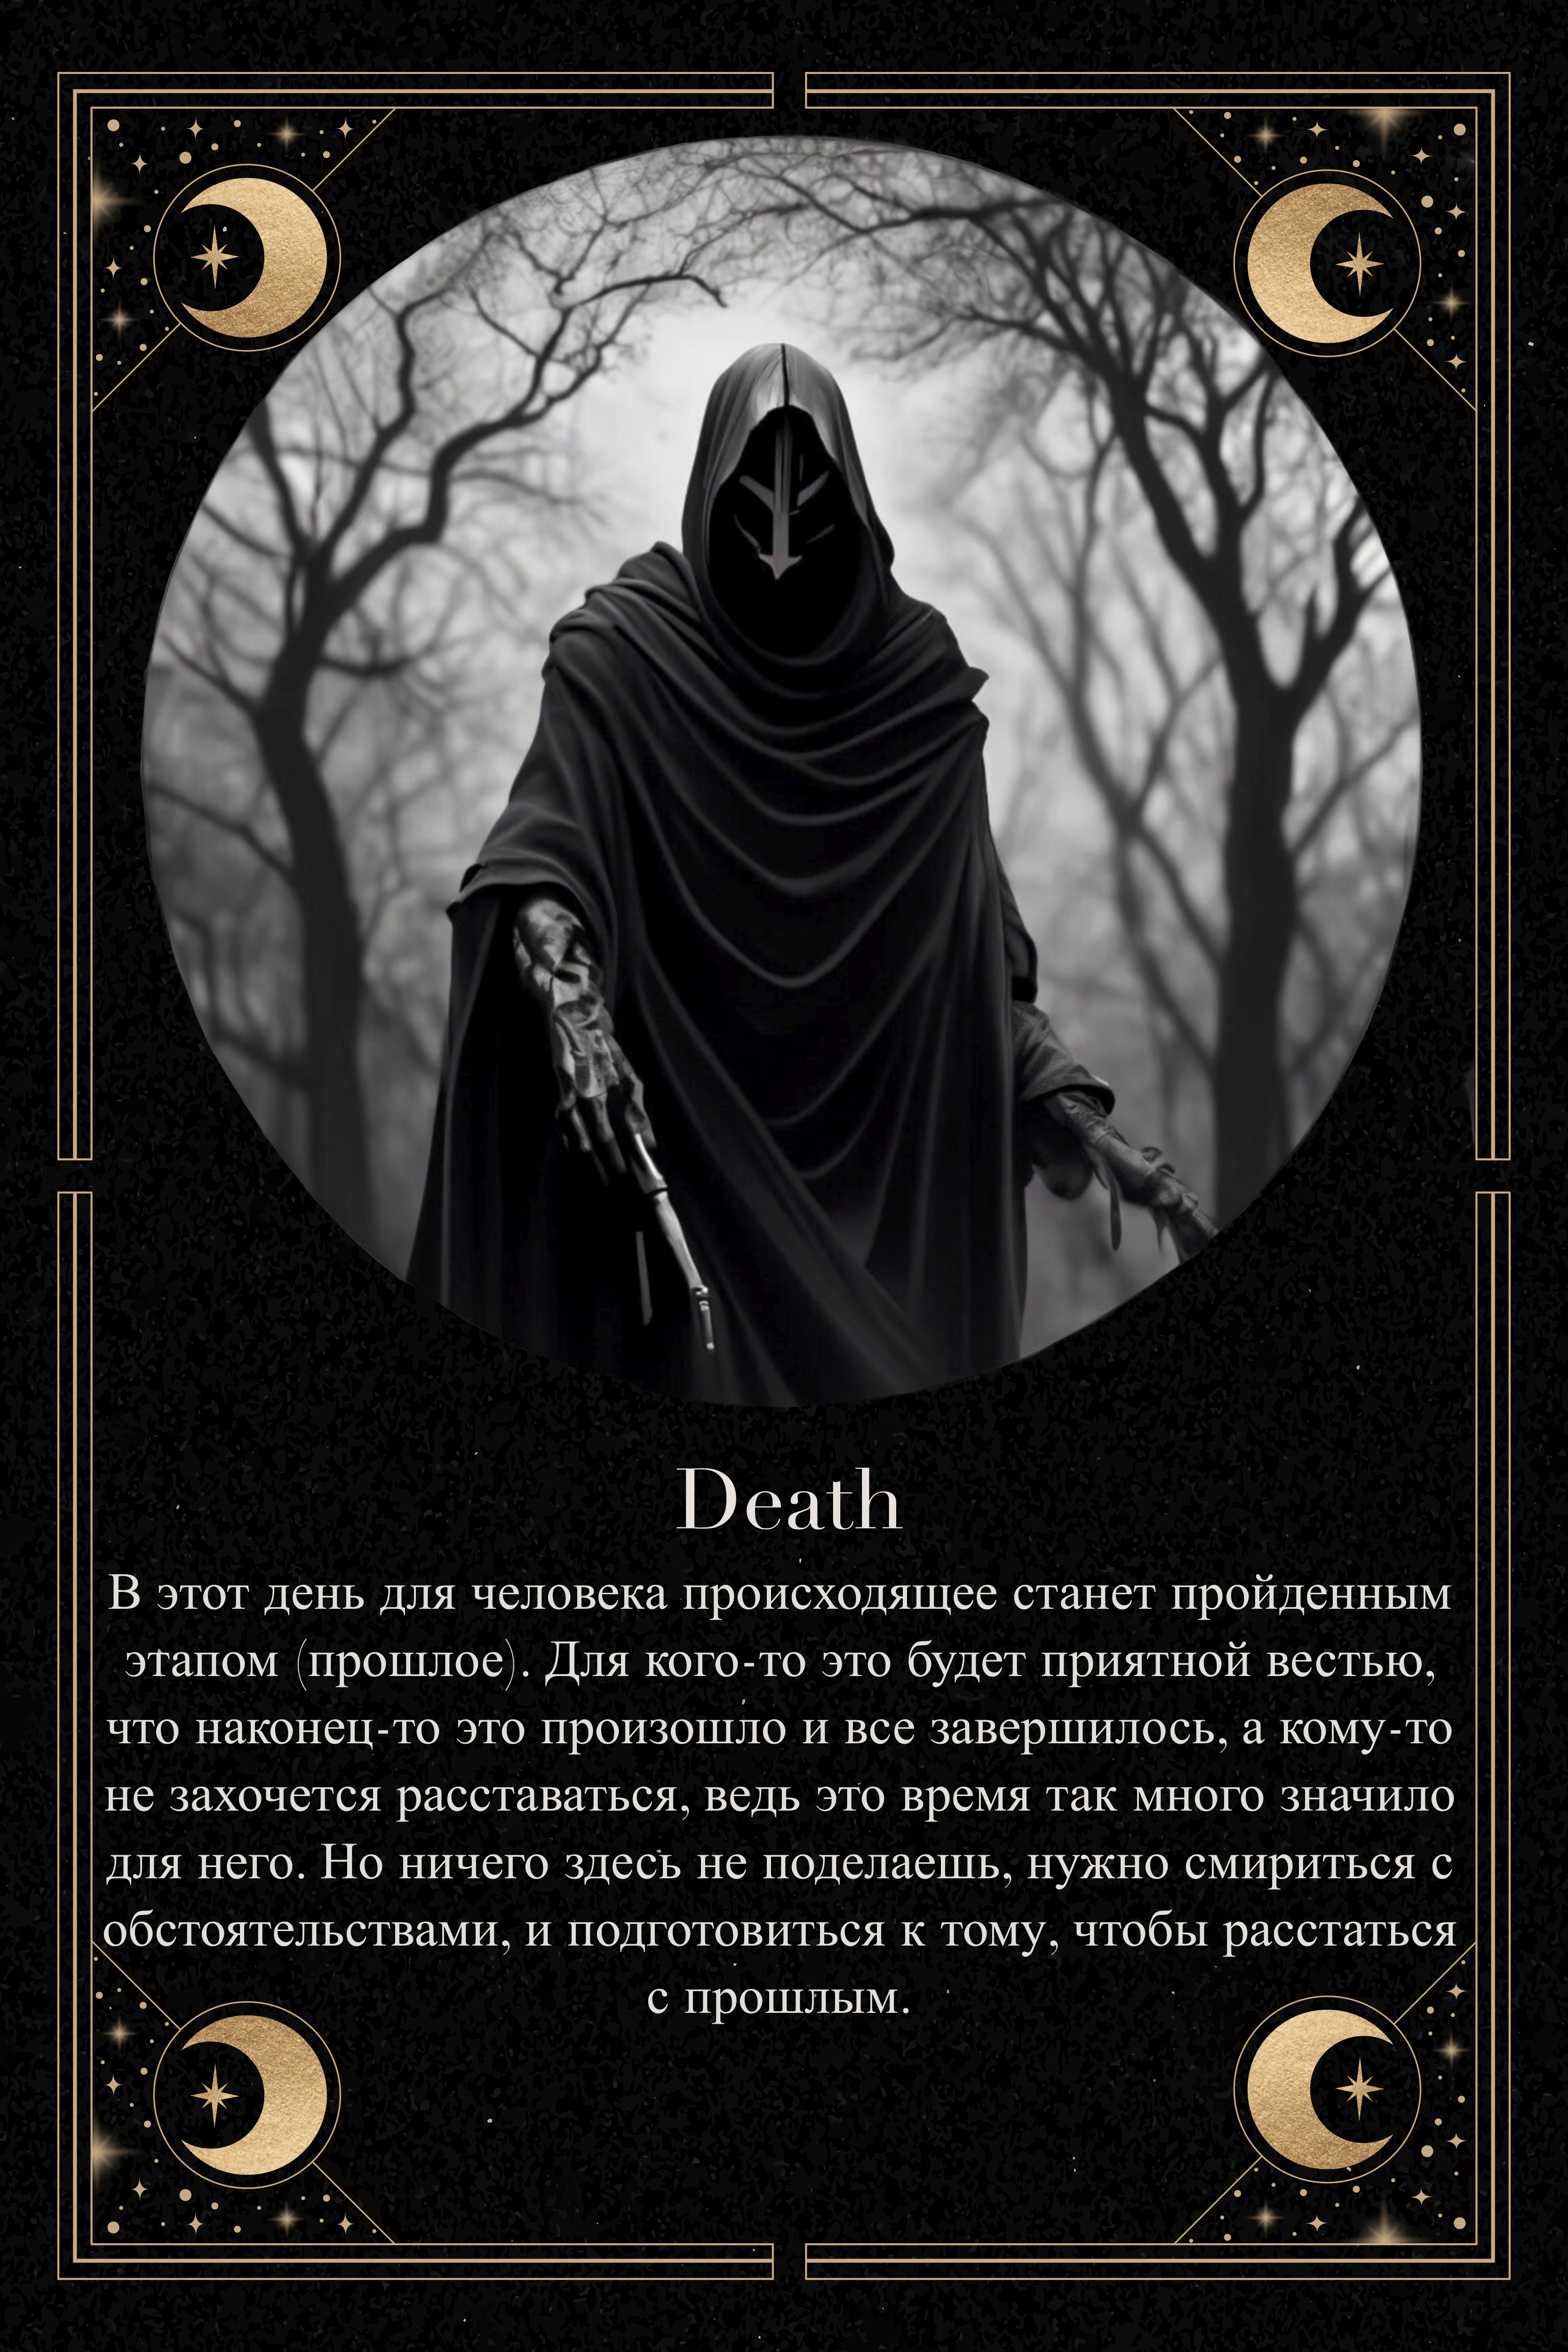 Death
В этот день для человека происходящее станет пройденным
этапом (прошлое). Для кого-то это будет приятной вестью,
что наконец-то это произошло и все завершилось, а кому-то
не захочется расставаться, ведь это время так много значило
для него. Но ничего здесь не поделаешь, нужно смириться с
обстоятельствами, и подготовиться к тому, чтобы расстаться
с прошлым.